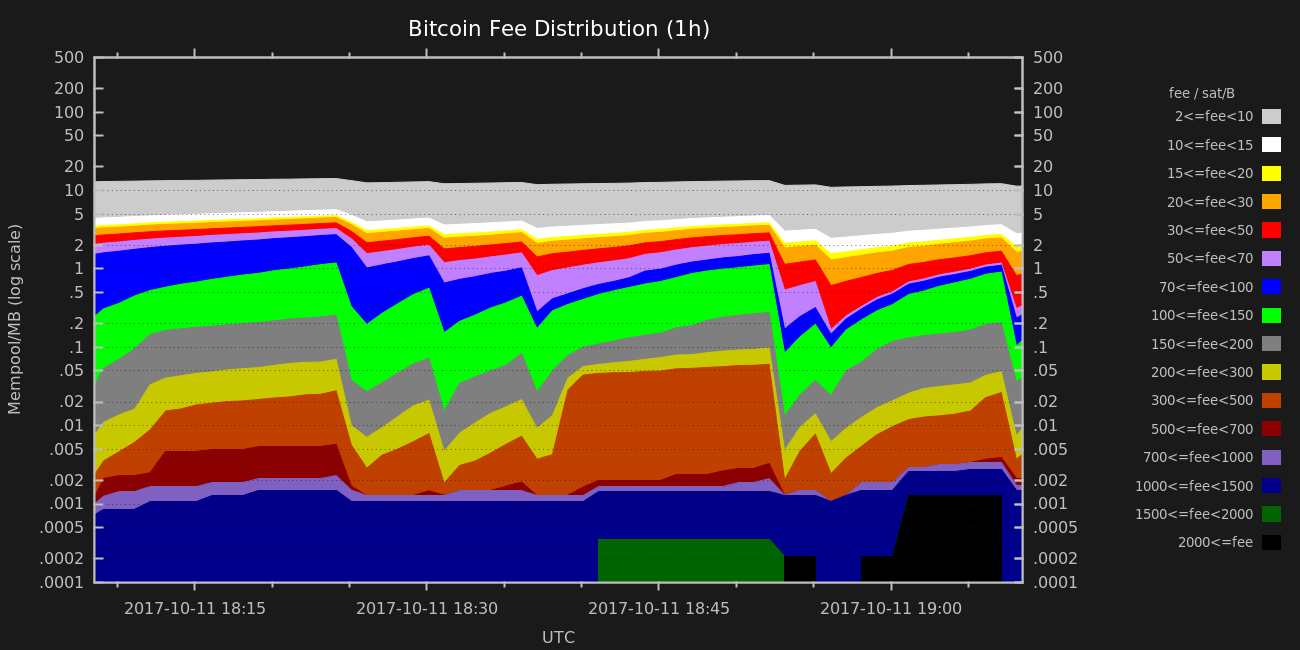 Bitcoin Fee Distribution (1h)
Mempool/MB (log scale)
500
200
100
50
20
10
5
2
1
.5
.2
.1
.05
.02
.01
.005
.002
.001
.0005
.0002
.0001
500
200
100
50
20
10
5
2
1
.5
.2
.1
.05
.02
.01
.005
.002
.001
.0005
.0002
.0001
fee / sat/B
2<=fee<10
10<=fee<15
15<=fee<20
20<=fee<30
30<=fee<50
50<=fee<70
70<=fee<100
100<=fee<150
150<=fee<200
200<=fee<300
300<=fee<500
500<=fee<700
700<=fee<1000
1000<=fee<1500
1500<=fee<2000
2000<=fee
2017-10-11 18:15 2017-10-11 18:30 2017-10-11 18:45 2017-10-11 19:00
UTC